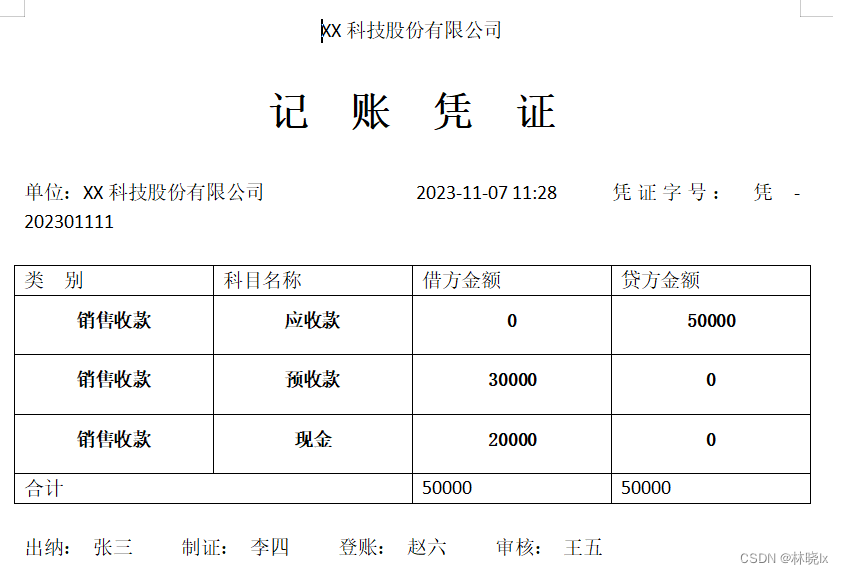 XX 科技股份有限公司
记 账 凭 证
单位：XX 科技股份有限公司 2023-11-07 11:28 凭证字号： 凭 -
202301111
类 别 科目名称 借方金额 贷方金额
销售收款 应收款 0 50000
销售收款 预收款 30000 0
销售收款 现金 20000 0
合计 50000 50000
出纳： 张三 制证： 李四 登账： 赵六 审核： 王五
CSDN @林晓lx